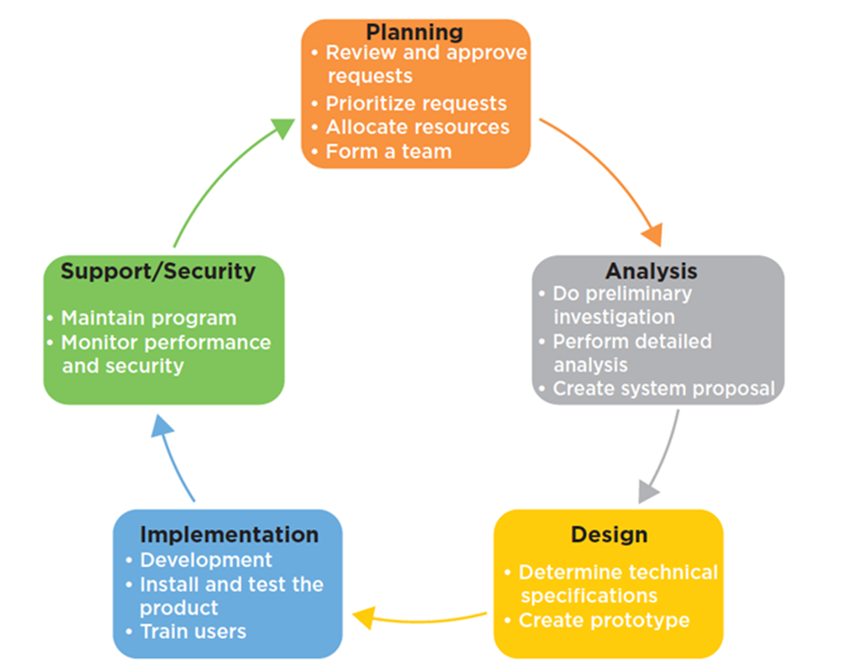 Planning
• Review and approve
requests
• Prioritize requests
• Allocate resources
• Form a team
Analysis
• Do preliminary
investigation
• Perform detailed
analysis
• Create system proposal
Design
• Determine technical
specifications
• Create prototype
Implementation
• Development
• Install and test the
product
• Train users
Support/Security
• Maintain program
• Monitor performance
and security